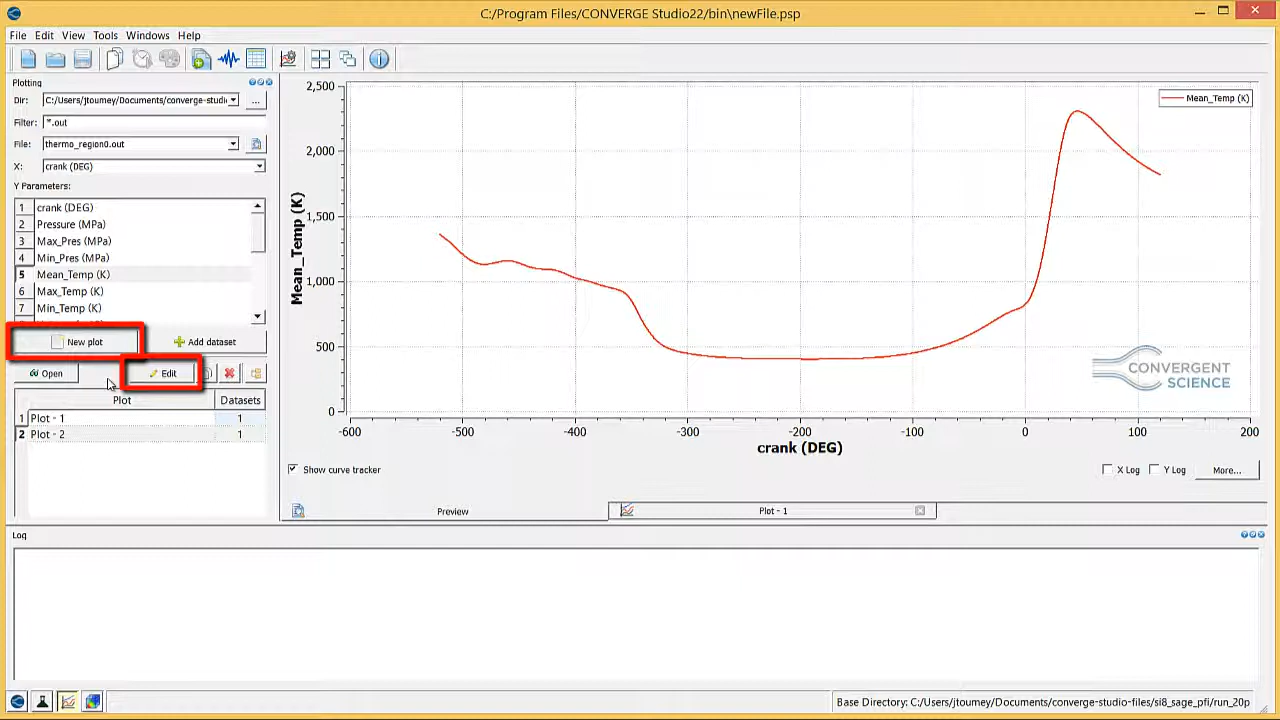 C:/Program Files/CONVERGE Studio22/bin\newFile.psp
File Edit View Tools Windows Help
Plotting
Dir: C:/Users/jtoumey/Documents/converge-studi
Filter: *.out
File: thermo_region0.out
X: crank (DEG)
Y Parameters:
1 crank (DEG)
2 Pressure (MPa)
3 Max_Pres (MPa)
4 Min_Pres (MPa)
5 Mean_Temp (K)
6 Max_Temp (K)
7 Min_Temp (K)
New plot Add dataset
Open Edit
Plot Datasets
1 Plot - 1 1
2 Plot - 2 1
2,500
2,000
1,500
1,000
500
0
Mean_Temp (K)
Mean_Temp (K)
CONVERGENT
SCIENCE
-600 -500 -400 -300 -200 -100 0 100 200
crank (DEG)
Show curve tracker X Log Y Log More...
Preview Plot - 1
Log
Base Directory: C:/Users/jtoumey/Documents/converge-studio-files/si8_sage_pfi/run_20p